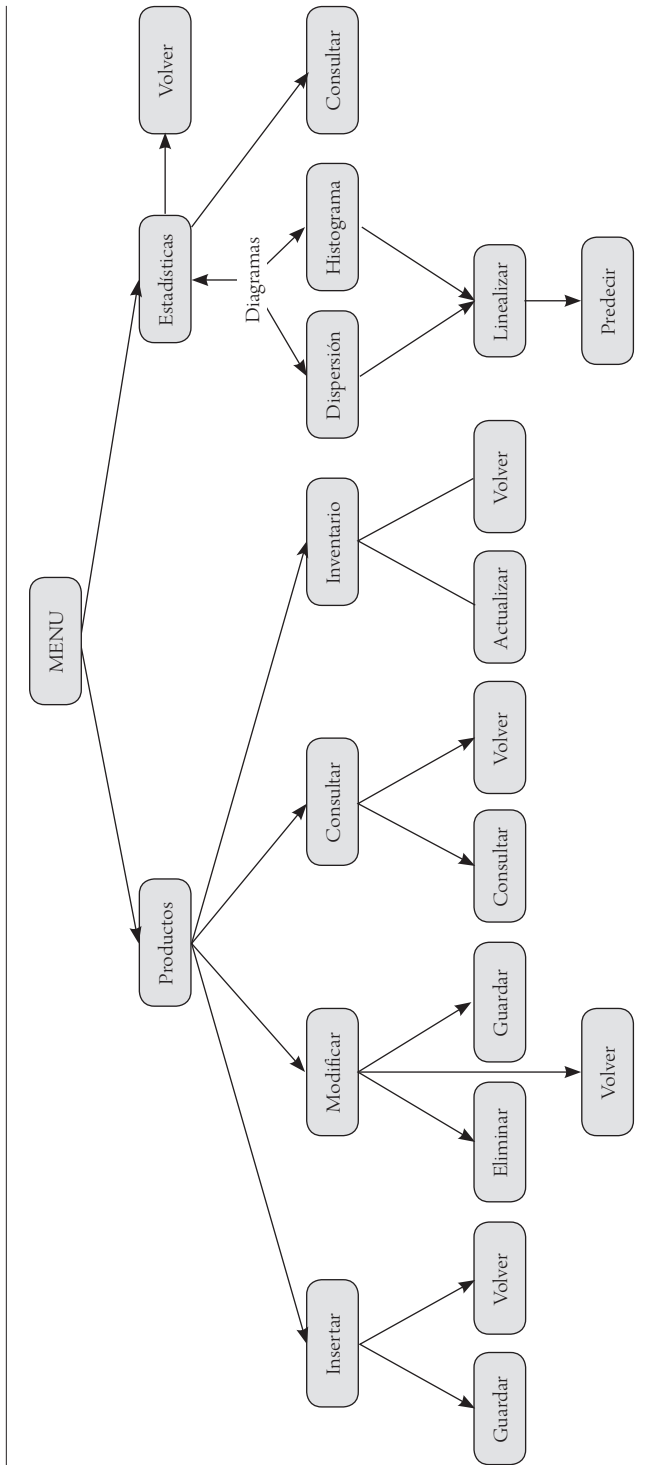 MENU
Productos
Estadísticas
Volver
Diagramas
Insertar
Modificar
Consultar
Inventario
Dispersión
Histograma
Consultar
Guardar
Volver
Eliminar
Guardar
Consultar
Volver
Actualizar
Volver
Linealizar
Volver
Predecir